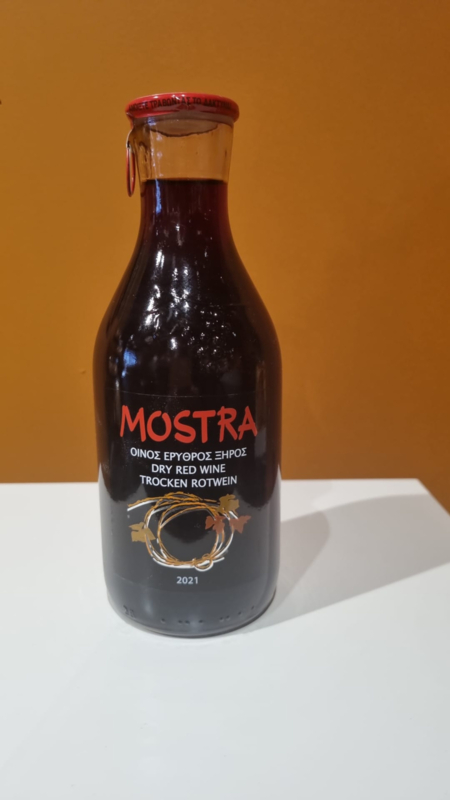 MOSTRA
ΟΙΝΟΣ ΕΡΥΘΡΟΣ ΞΗΡΟΣ
DRY RED WINE
TROCKEN ROTWEIN
2021